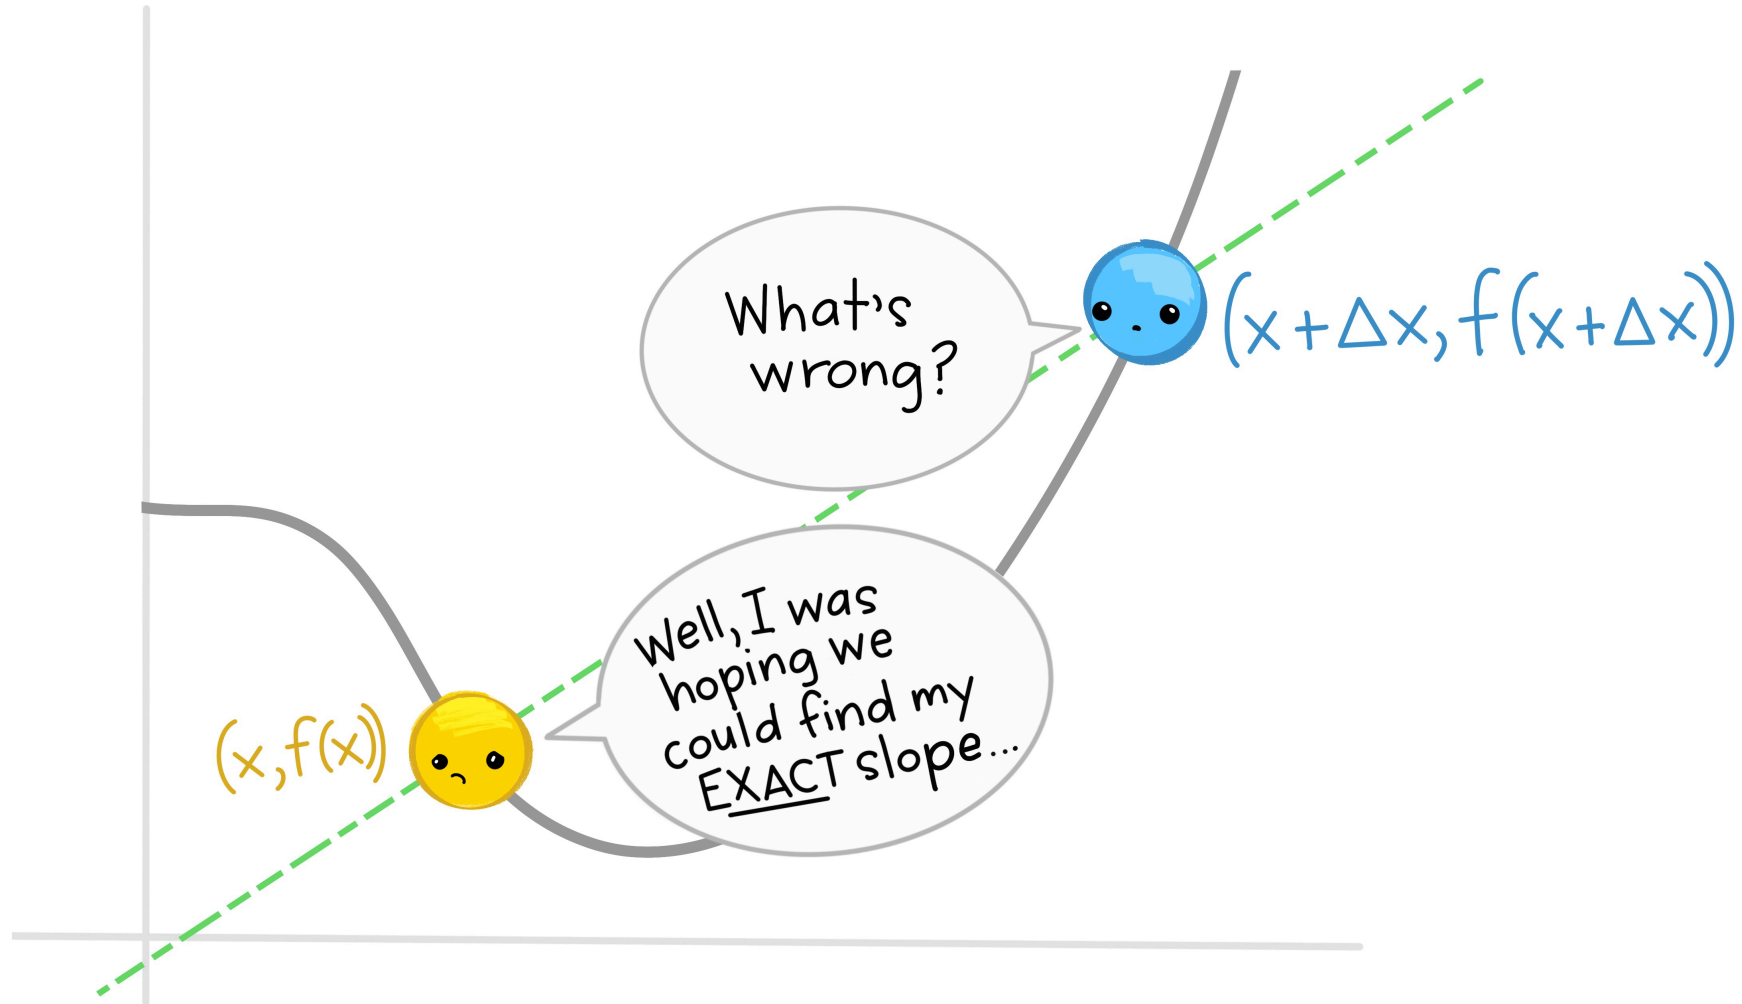 What's
wrong?
(x+Δx, f(x+Δx))
Well, I was
hoping we
could find my
EXACT slope...
(x, f(x))